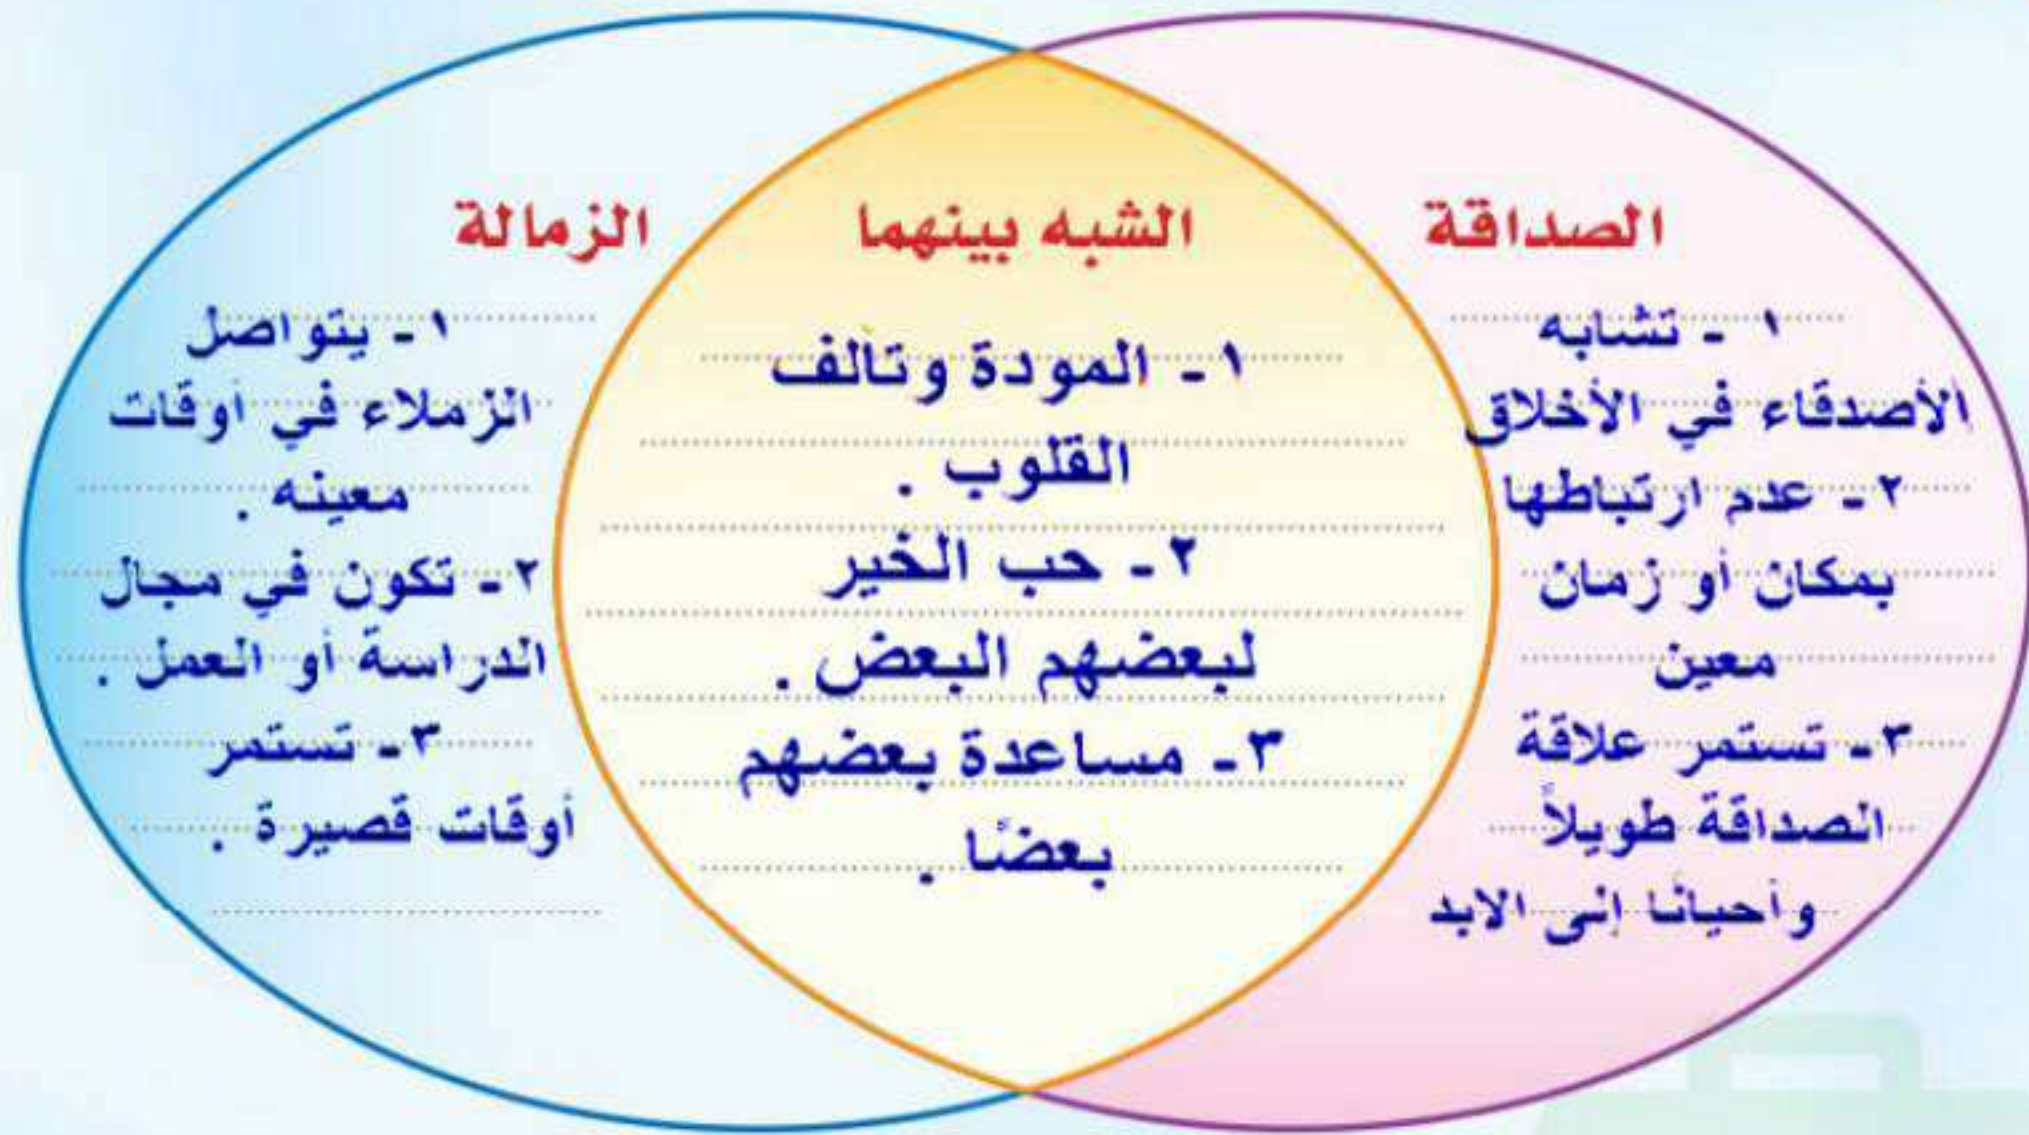 الصداقة
١ - تشابه
الأصدقاء في الأخلاق
٢- عدم ارتباطها
بمكان أو زمان
معين
٣- تستمر علاقة
الصداقة طويلاً
وأحيانًا إلى الابد
الشبه بينهما
١- المودة وتآلف
القلوب .
٢- حب الخير
لبعضهم البعض .
٣- مساعدة بعضهم
بعضًا .
الزمالة
١- يتواصل
الزملاء في أوقات
معينه .
٢- تكون في مجال
الدراسة أو العمل .
٣- تستمر
أوقات قصيرة .